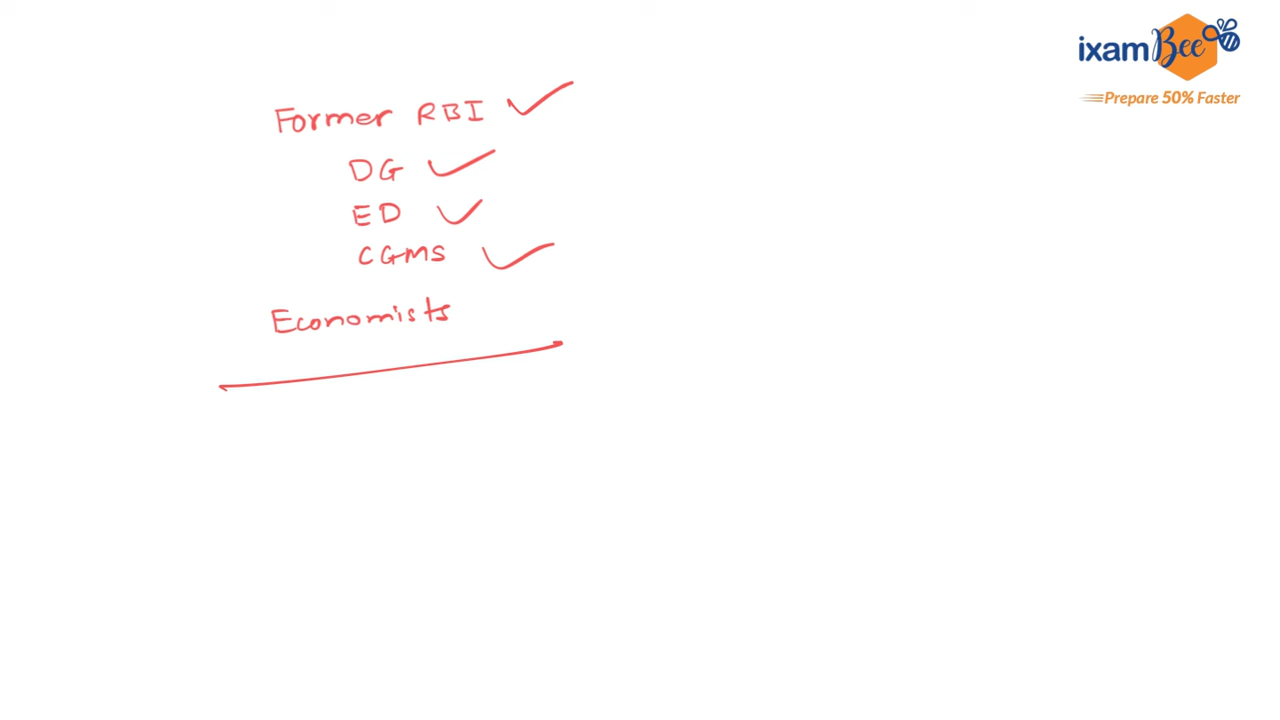 ixamBee
Prepare 50% Faster
Former RBI
DG
ED
CGMS
Economists